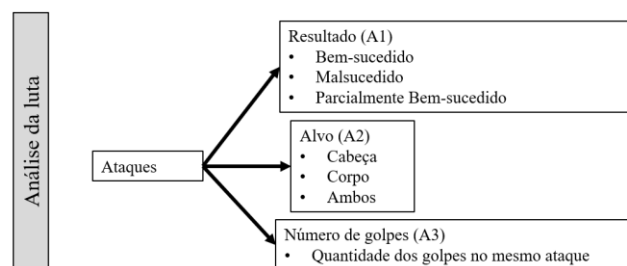 Análise da luta
Ataques
Resultado (A1)
• Bem-sucedido
• Malsucedido
• Parcialmente Bem-sucedido
Alvo (A2)
• Cabeça
• Corpo
• Ambos
Número de golpes (A3)
• Quantidade dos golpes no mesmo ataque